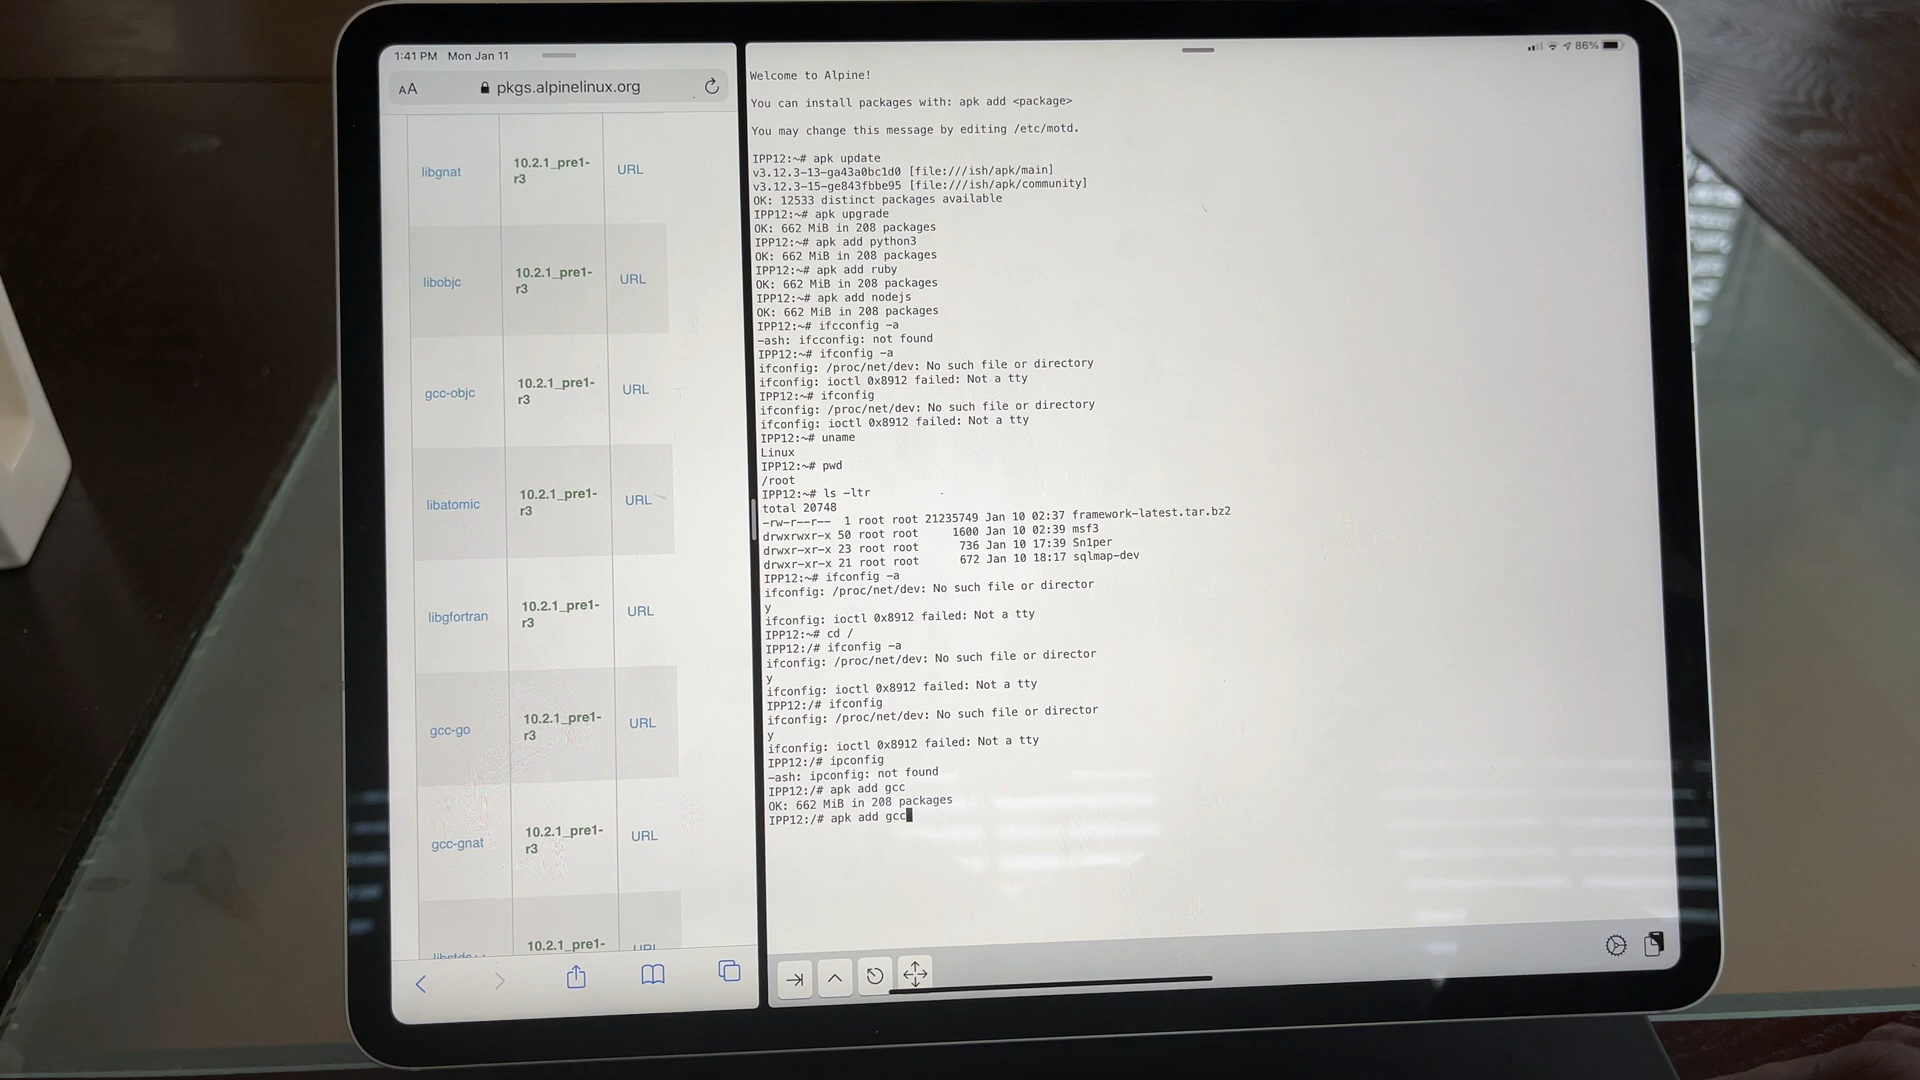 1:41 PM Mon Jan 11
AA pkgs.alpinelinux.org
libgnat 10.2.1_pre1-
r3 URL
libobjc 10.2.1_pre1-
r3 URL
gcc-objc 10.2.1_pre1-
r3 URL
libatomic 10.2.1_pre1-
r3 URL
libgfortran 10.2.1_pre1-
r3 URL
gcc-go 10.2.1_pre1-
r3 URL
gcc-gnat 10.2.1_pre1-
r3 URL
10.2.1_pre1- URL
86%
Welcome to Alpine!
You can install packages with: apk add <package>
You may change this message by editing /etc/motd.
IPP12:~# apk update
v3.12.3-13-ga43a0bc1d0 [file:///ish/apk/main]
v3.12.3-15-ge843fbbe95 [file:///ish/apk/community]
OK: 12533 distinct packages available
IPP12:~# apk upgrade
OK: 662 MiB in 208 packages
IPP12:~# apk add python3
OK: 662 MiB in 208 packages
IPP12:~# apk add ruby
OK: 662 MiB in 208 packages
IPP12:~# apk add nodejs
OK: 662 MiB in 208 packages
IPP12:~# ifcconfig -a
-ash: ifcconfig: not found
IPP12:~# ifconfig -a
ifconfig: /proc/net/dev: No such file or directory
ifconfig: ioctl 0x8912 failed: Not a tty
IPP12:~# ifconfig
ifconfig: /proc/net/dev: No such file or directory
ifconfig: ioctl 0x8912 failed: Not a tty
IPP12:~# uname
Linux
IPP12:~# pwd
/root
IPP12:~# ls -ltr
total 20748
-rw-r--r-- 1 root root 21235749 Jan 10 02:37 framework-latest.tar.bz2
drwxrwxr-x 50 root root 1600 Jan 10 02:39 msf3
drwxr-xr-x 23 root root 736 Jan 10 17:39 Sn1per
drwxr-xr-x 21 root root 672 Jan 10 18:17 sqlmap-dev
IPP12:~# ifconfig -a
ifconfig: /proc/net/dev: No such file or director
y
ifconfig: ioctl 0x8912 failed: Not a tty
IPP12:~# cd /
IPP12:/# ifconfig -a
ifconfig: /proc/net/dev: No such file or director
y
ifconfig: ioctl 0x8912 failed: Not a tty
IPP12:/# ifconfig
ifconfig: /proc/net/dev: No such file or director
y
ifconfig: ioctl 0x8912 failed: Not a tty
IPP12:/# ipconfig
-ash: ipconfig: not found
IPP12:/# apk add gcc
OK: 662 MiB in 208 packages
IPP12:/# apk add gcc